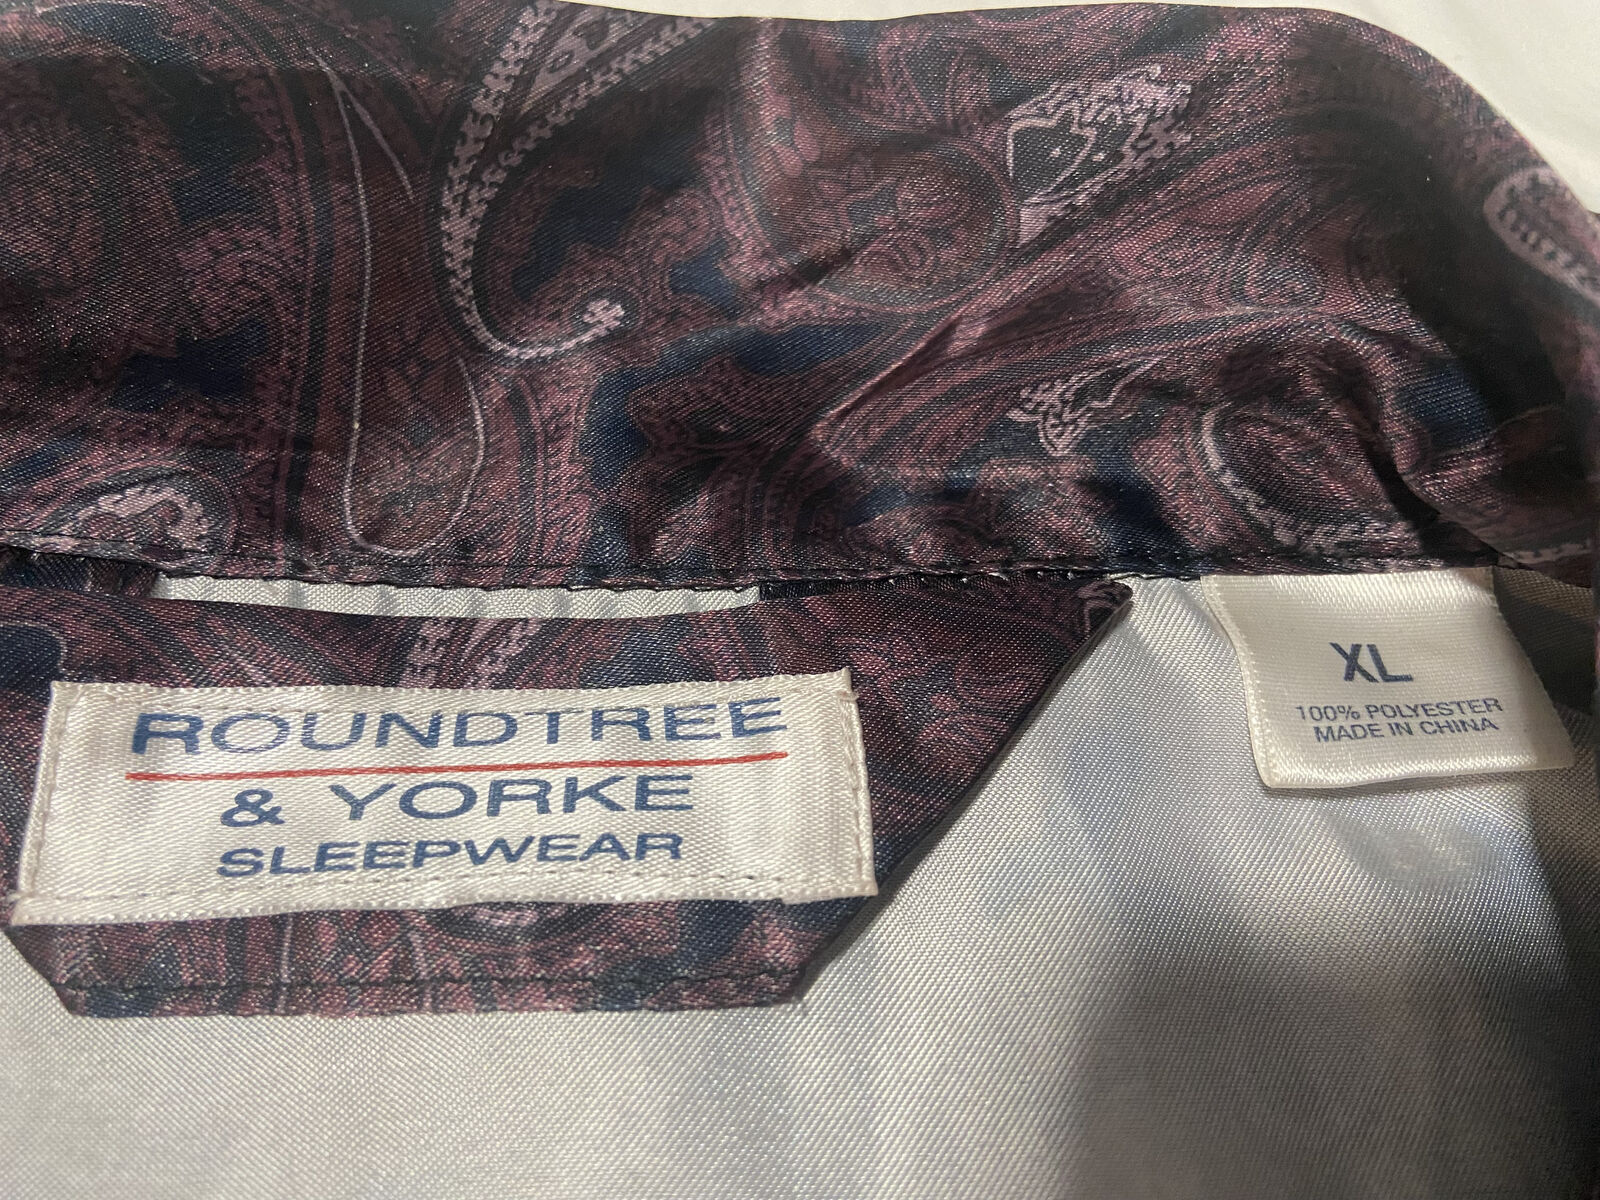 ROUNDTREE
& YORKE
SLEEPWEAR
XL
100% POLYESTER
MADE IN CHINA